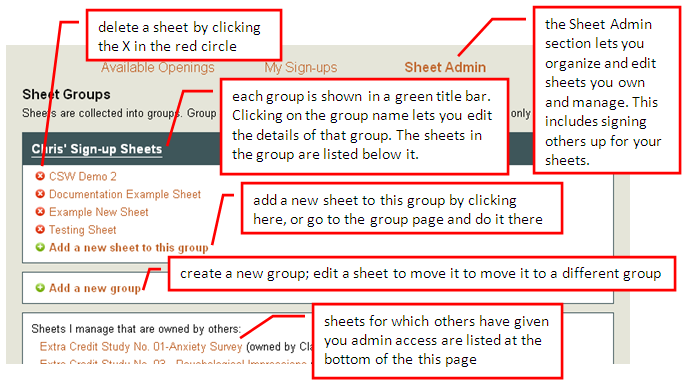 delete a sheet by clicking
the X in the red circle
the Sheet Admin
section lets you
organize and edit
sheets you own
and manage. This
includes signing
others up for your
sheets.
Available Openings My Sign-ups Sheet Admin
Sheet Groups
Sheets are collected into groups. Group
only
each group is shown in a green title bar.
Clicking on the group name lets you edit
the details of that group. The sheets in
the group are listed below it.
Chris' Sign-up Sheets
CSW Demo 2
Documentation Example Sheet
Example New Sheet
Testing Sheet
Add a new sheet to this group
add a new sheet to this group by clicking
here, or go to the group page and do it there
Add a new group
create a new group; edit a sheet to move it to move it to a different group
Sheets I manage that are owned by others:
Extra Credit Study No. 01-Anxiety Survey (owned by Cla
Extra Credit Study No. 03 - Psychological Impressions
sheets for which others have given
you admin access are listed at the
bottom of the this page